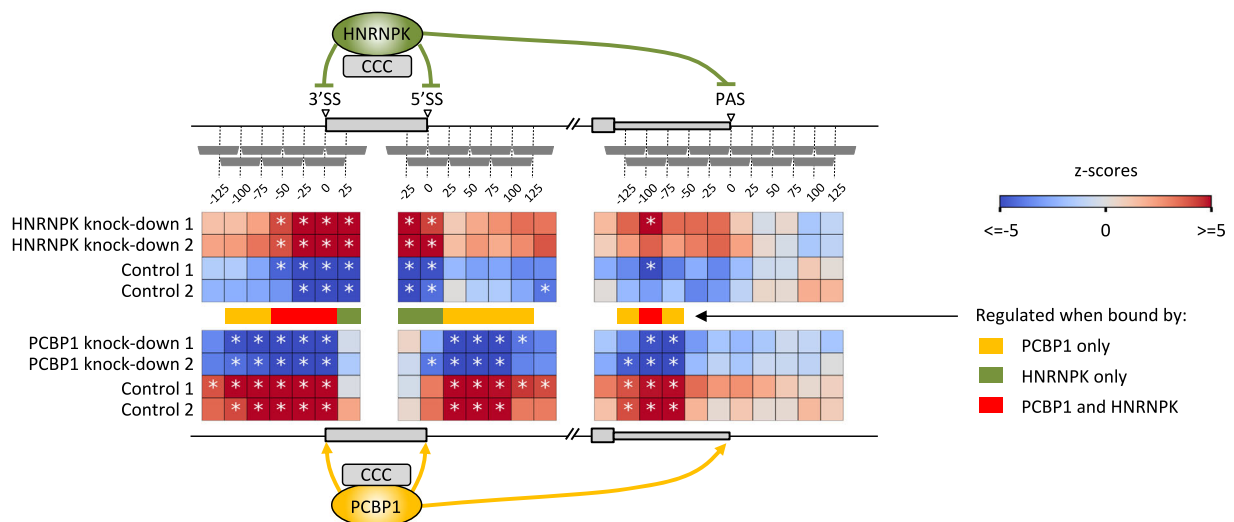 HNRNPK
CCC
3'SS 5'SS PAS
-125 -100 -75 -50 -25 0 25 -25 0 25 50 75 100 125 -125 -100 -75 -50 -25 0 25 50 75 100 125
z-scores
<=-5 0 >=5
HNRNPK knock-down 1 * * * * * * *
HNRNPK knock-down 2 * * * * * *
Control 1 * * * * * * *
Control 2 * * * * * *
Regulated when bound by:
PCBP1 only
HNRNPK only
PCBP1 and HNRNPK
PCBP1 knock-down 1 * * * * * * * * * * *
PCBP1 knock-down 2 * * * * * * * * * * * *
Control 1 * * * * * * * * * * * * * *
Control 2 * * * * * * * * * * *
CCC
PCBP1